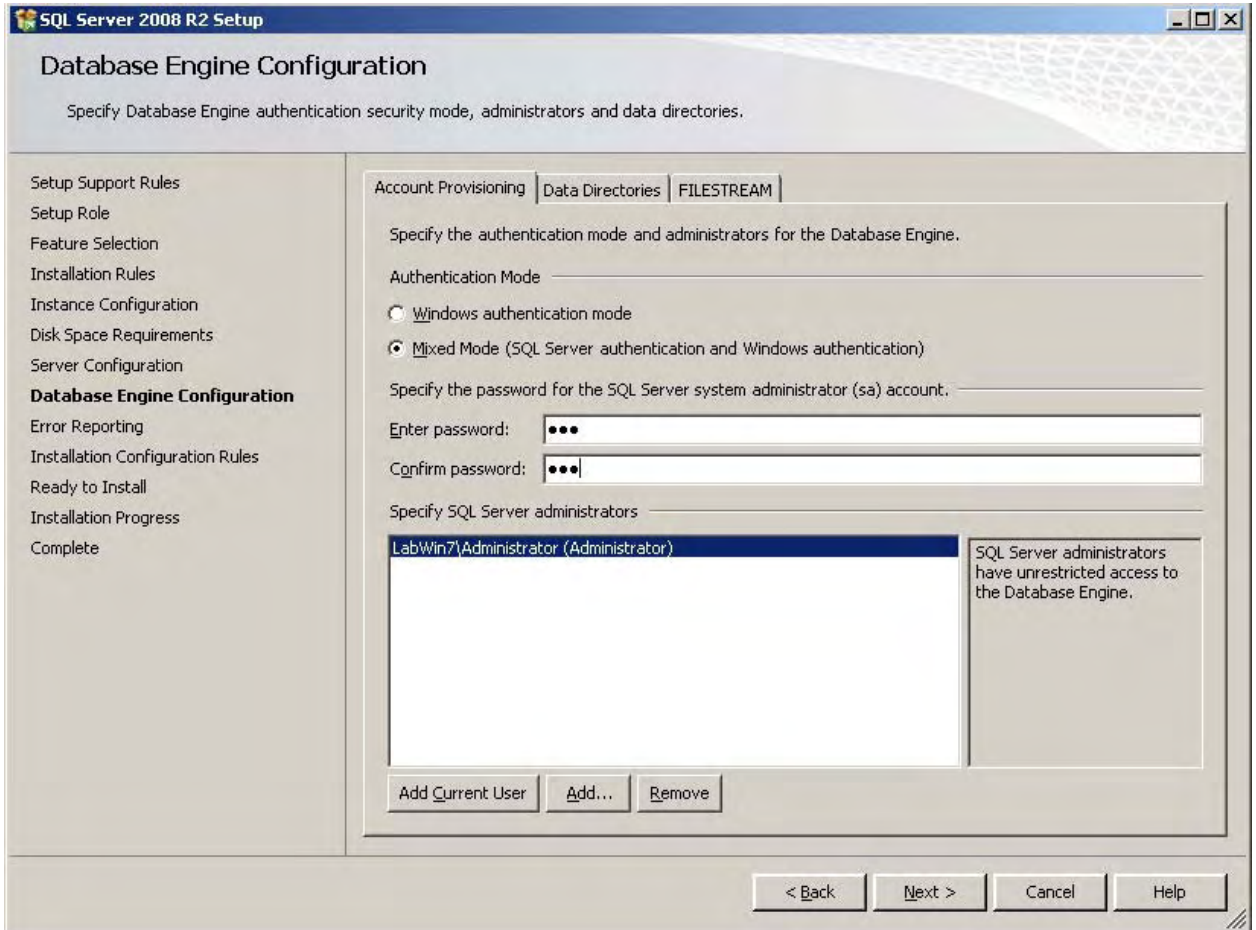 SQL Server 2008 R2 Setup
Database Engine Configuration
Specify Database Engine authentication security mode, administrators and data directories.
Setup Support Rules
Setup Role
Feature Selection
Installation Rules
Instance Configuration
Disk Space Requirements
Server Configuration
Database Engine Configuration
Error Reporting
Installation Configuration Rules
Ready to Install
Installation Progress
Complete
Account Provisioning Data Directories FILESTREAM
Specify the authentication mode and administrators for the Database Engine.
Authentication Mode
Windows authentication mode
Mixed Mode (SQL Server authentication and Windows authentication)
Specify the password for the SQL Server system administrator (sa) account.
Enter password: ●●●
Confirm password: ●●●
Specify SQL Server administrators
LabWin7\Administrator (Administrator)
SQL Server administrators
have unrestricted access to
the Database Engine.
Add Current User Add... Remove
< Back Next > Cancel Help